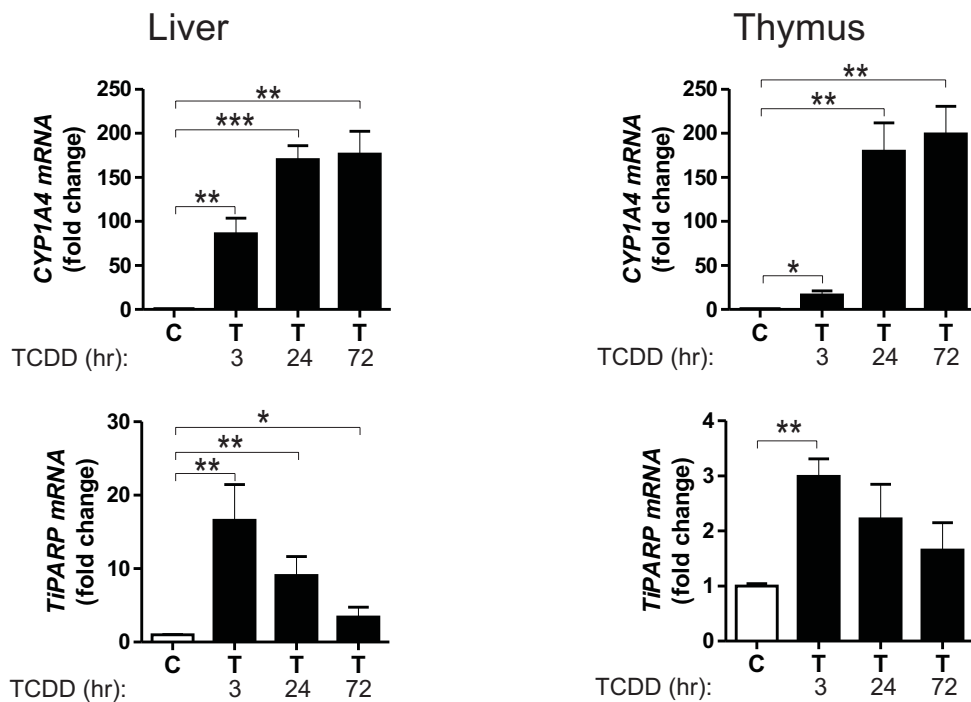 Liver
CYP1A4 mRNA
(fold change)
250
200
150
100
50
0
**
***
**
C T T T
TCDD (hr): 3 24 72
Thymus
CYP1A4 mRNA
(fold change)
250
200
150
100
50
0
**
**
*
C T T T
TCDD (hr): 3 24 72
TiPARP mRNA
(fold change)
30
20
10
0
*
**
**
C T T T
TCDD (hr): 3 24 72
TiPARP mRNA
(fold change)
4
3
2
1
0
**
C T T T
TCDD (hr): 3 24 72